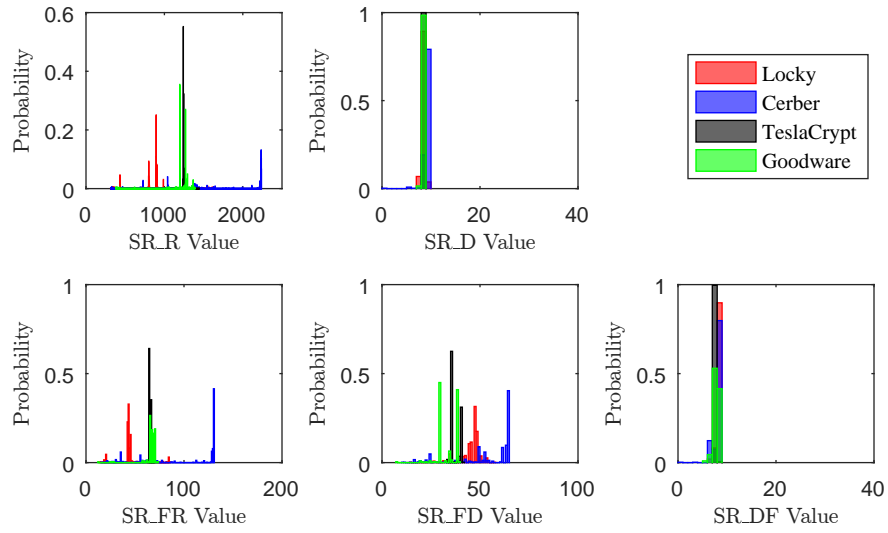 0.6
0.4
0.2
0
Probability
0 1000 2000
SR_R Value
1
0.5
0
Probability
0 20 40
SR_D Value
Locky
Cerber
TeslaCrypt
Goodware
1
0.5
0
Probability
0 100 200
SR_FR Value
1
0.5
0
Probability
0 50 100
SR_FD Value
1
0.5
0
Probability
0 20 40
SR_DF Value